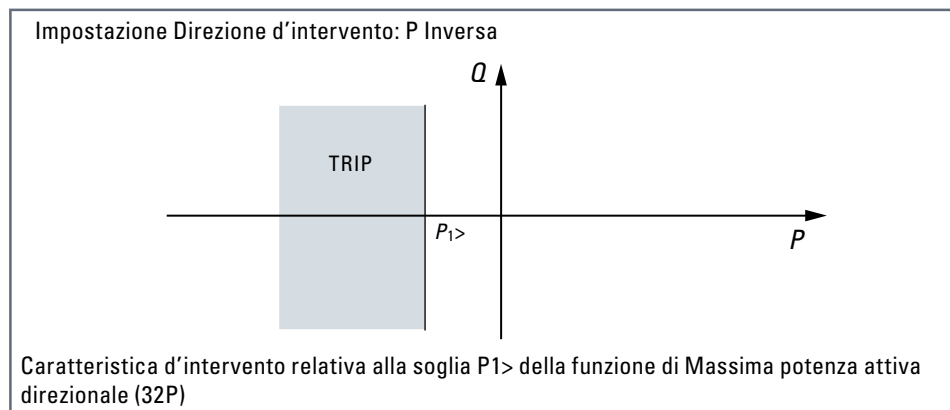 Impostazione Direzione d'intervento: P Inversa
Q
TRIP
P1>
P
Caratteristica d'intervento relativa alla soglia P1> della funzione di Massima potenza attiva
direzionale (32P)